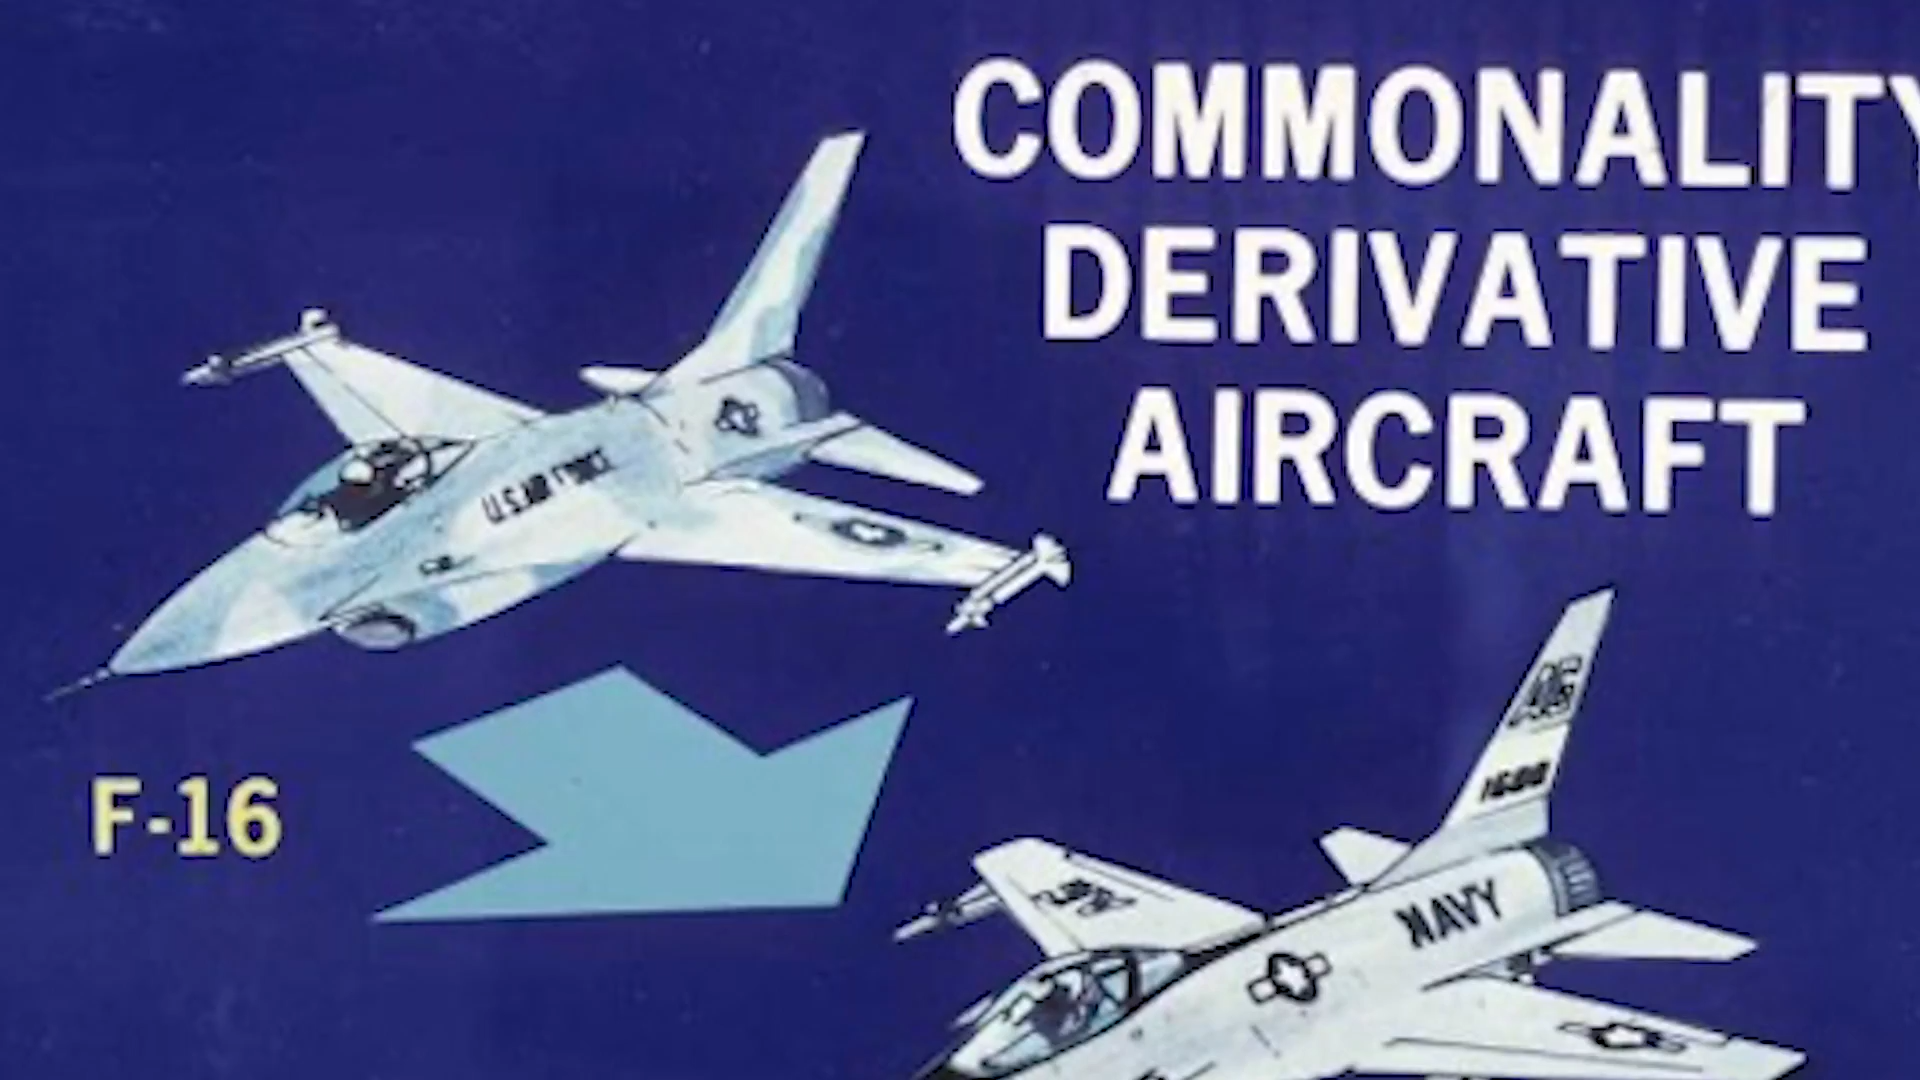 COMMONALITY
DERIVATIVE
AIRCRAFT
U.S. AIR FORCE
F-16
NAVY